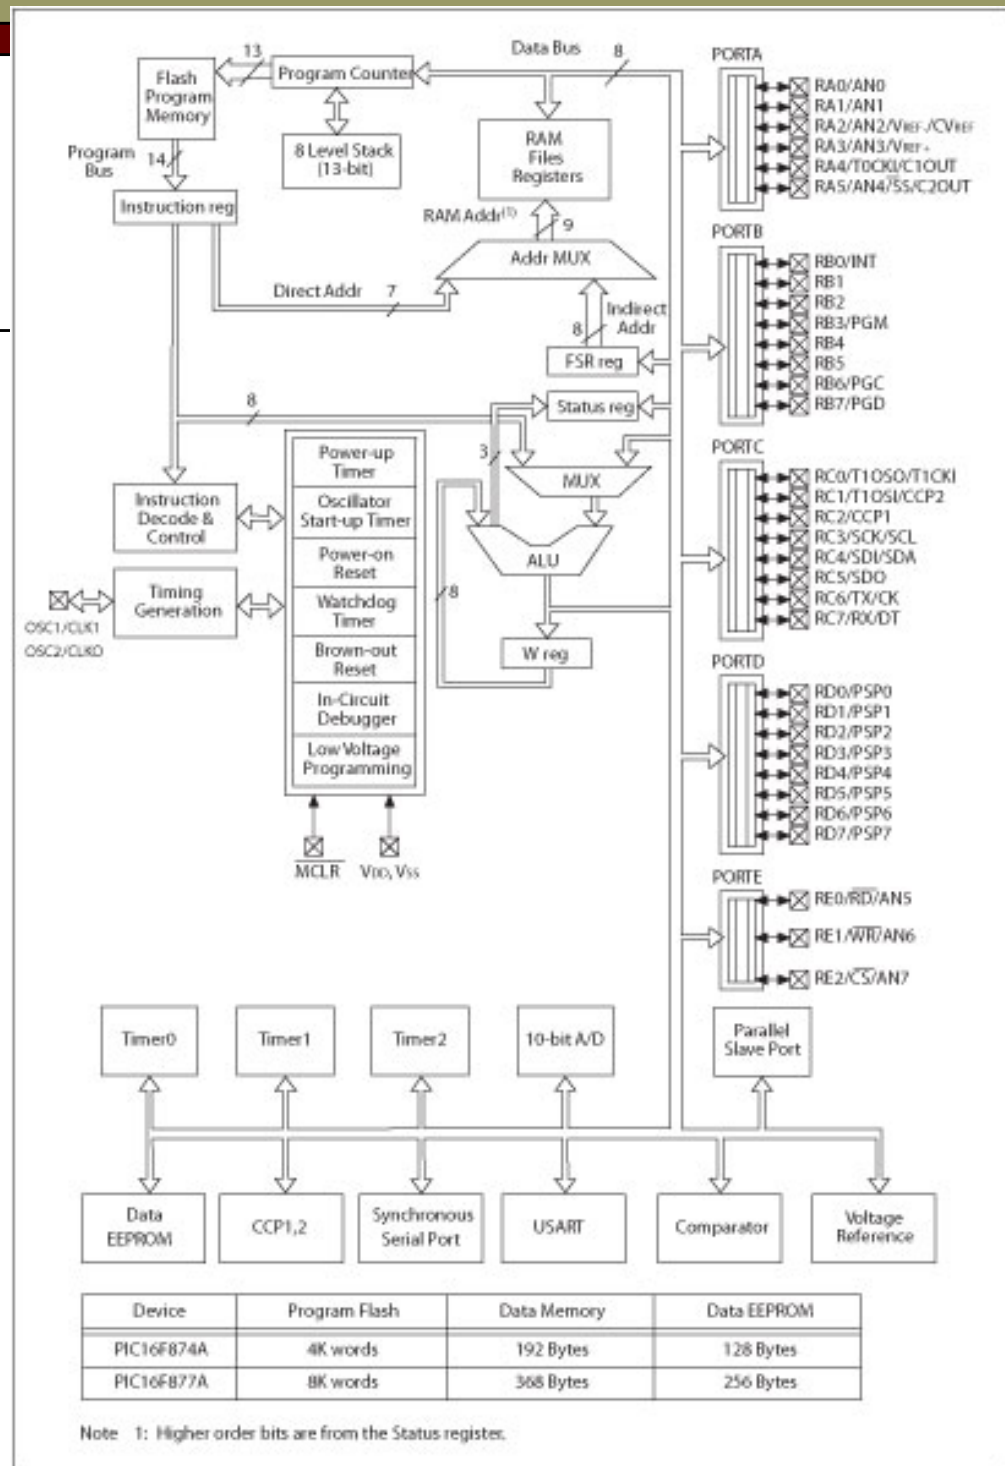 Data Bus
8
13
Flash
Program
Memory
Program Counter
8 Level Stack
(13-bit)
RAM
Files
Registers
Program
Bus
14
Instruction reg
RAM Addr(1)
9
Addr MUX
Direct Addr
7
Indirect
Addr
8
FSR reg
Status reg
8
3
MUX
ALU
8
W reg
Instruction
Decode &
Control
Timing
Generation
OSC1/CLK1
OSC2/CLKO
Power-up
Timer
Oscillator
Start-up Timer
Power-on
Reset
Watchdog
Timer
Brown-out
Reset
In-Circuit
Debugger
Low Voltage
Programming
MCLR
VDD, VSS
PORTA
RA0/AN0
RA1/AN1
RA2/AN2/VREF-/CVREF
RA3/AN3/VREF+
RA4/T0CKI/C1OUT
RA5/AN4/SS/C2OUT
PORTB
RB0/INT
RB1
RB2
RB3/PGM
RB4
RB5
RB6/PGC
RB7/PGD
PORTC
RC0/T1OSO/T1CKI
RC1/T1OSI/CCP2
RC2/CCP1
RC3/SCK/SCL
RC4/SDI/SDA
RC5/SDO
RC6/TX/CK
RC7/RX/DT
PORTD
RD0/PSP0
RD1/PSP1
RD2/PSP2
RD3/PSP3
RD4/PSP4
RD5/PSP5
RD6/PSP6
RD7/PSP7
PORTE
RE0/RD/AN5
RE1/WR/AN6
RE2/CS/AN7
Timer0
Timer1
Timer2
10-bit A/D
Parallel
Slave Port
Data
EEPROM
CCP1,2
Synchronous
Serial Port
USART
Comparator
Voltage
Reference
Device Program Flash Data Memory Data EEPROM
PIC16F874A 4K words 192 Bytes 128 Bytes
PIC16F877A 8K words 368 Bytes 256 Bytes
Note 1: Higher order bits are from the Status register.